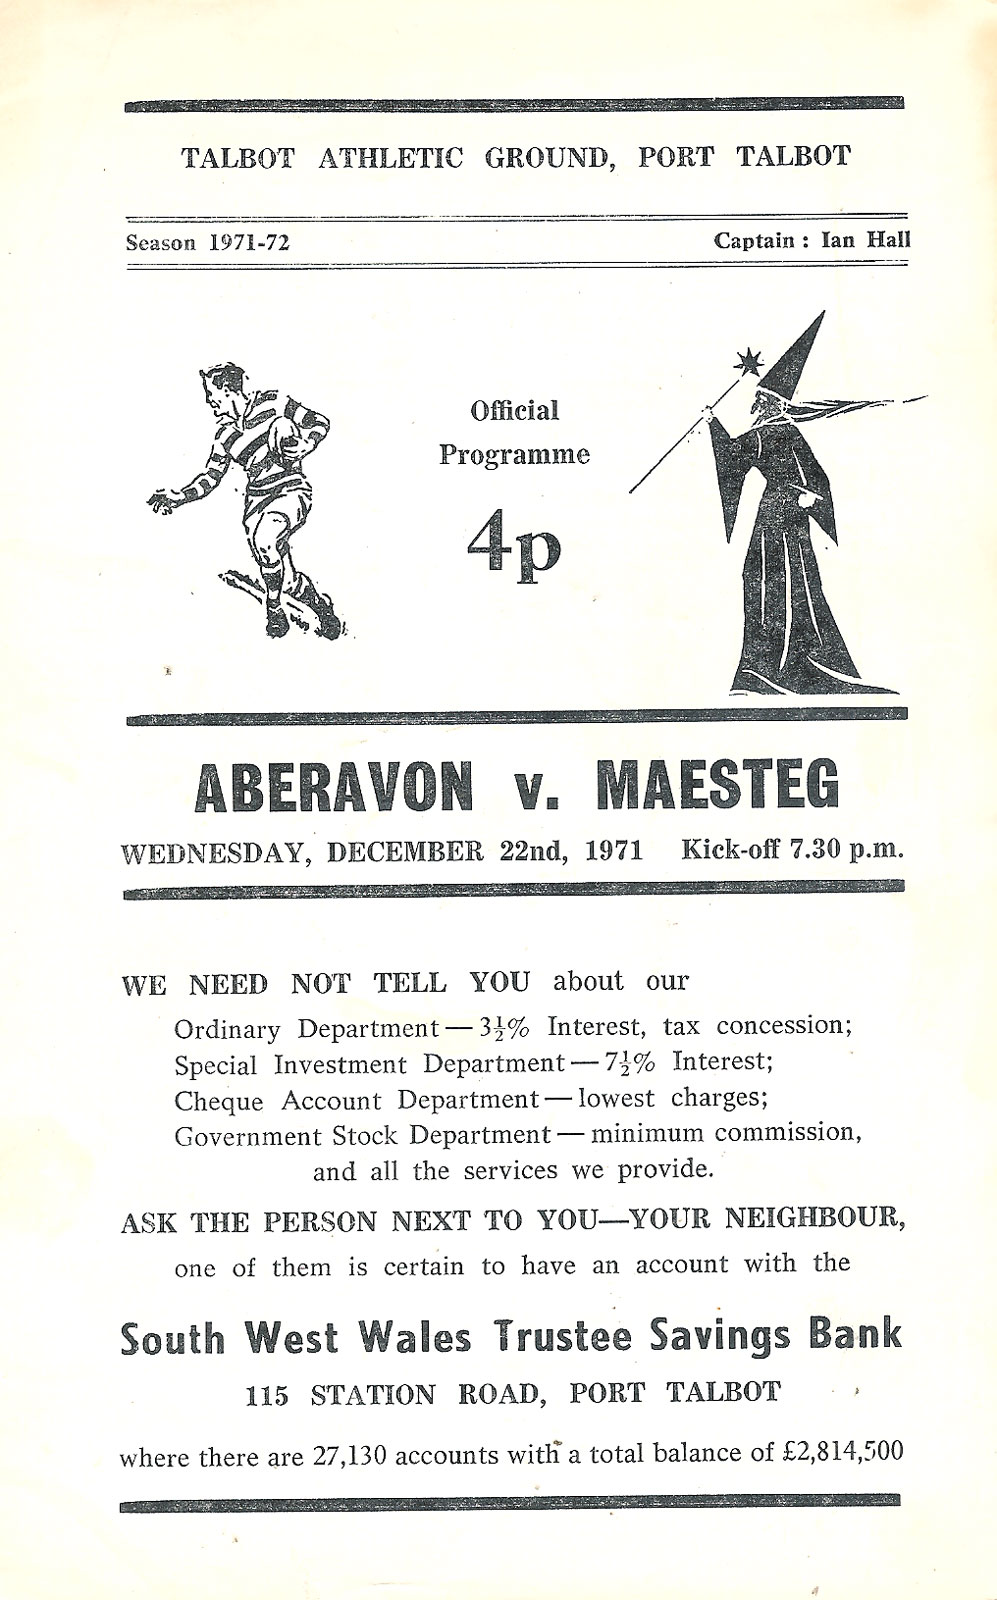 TALBOT ATHLETIC GROUND, PORT TALBOT
Season 1971-72 Captain : Ian Hall
Official
Programme
4p
ABERAVON v. MAESTEG
WEDNESDAY, DECEMBER 22nd, 1971 Kick-off 7.30 p.m.
WE NEED NOT TELL YOU about our
Ordinary Department — 3½% Interest, tax concession;
Special Investment Department — 7½% Interest;
Cheque Account Department — lowest charges;
Government Stock Department — minimum commission,
and all the services we provide.
ASK THE PERSON NEXT TO YOU—YOUR NEIGHBOUR,
one of them is certain to have an account with the
South West Wales Trustee Savings Bank
115 STATION ROAD, PORT TALBOT
where there are 27,130 accounts with a total balance of £2,814,500